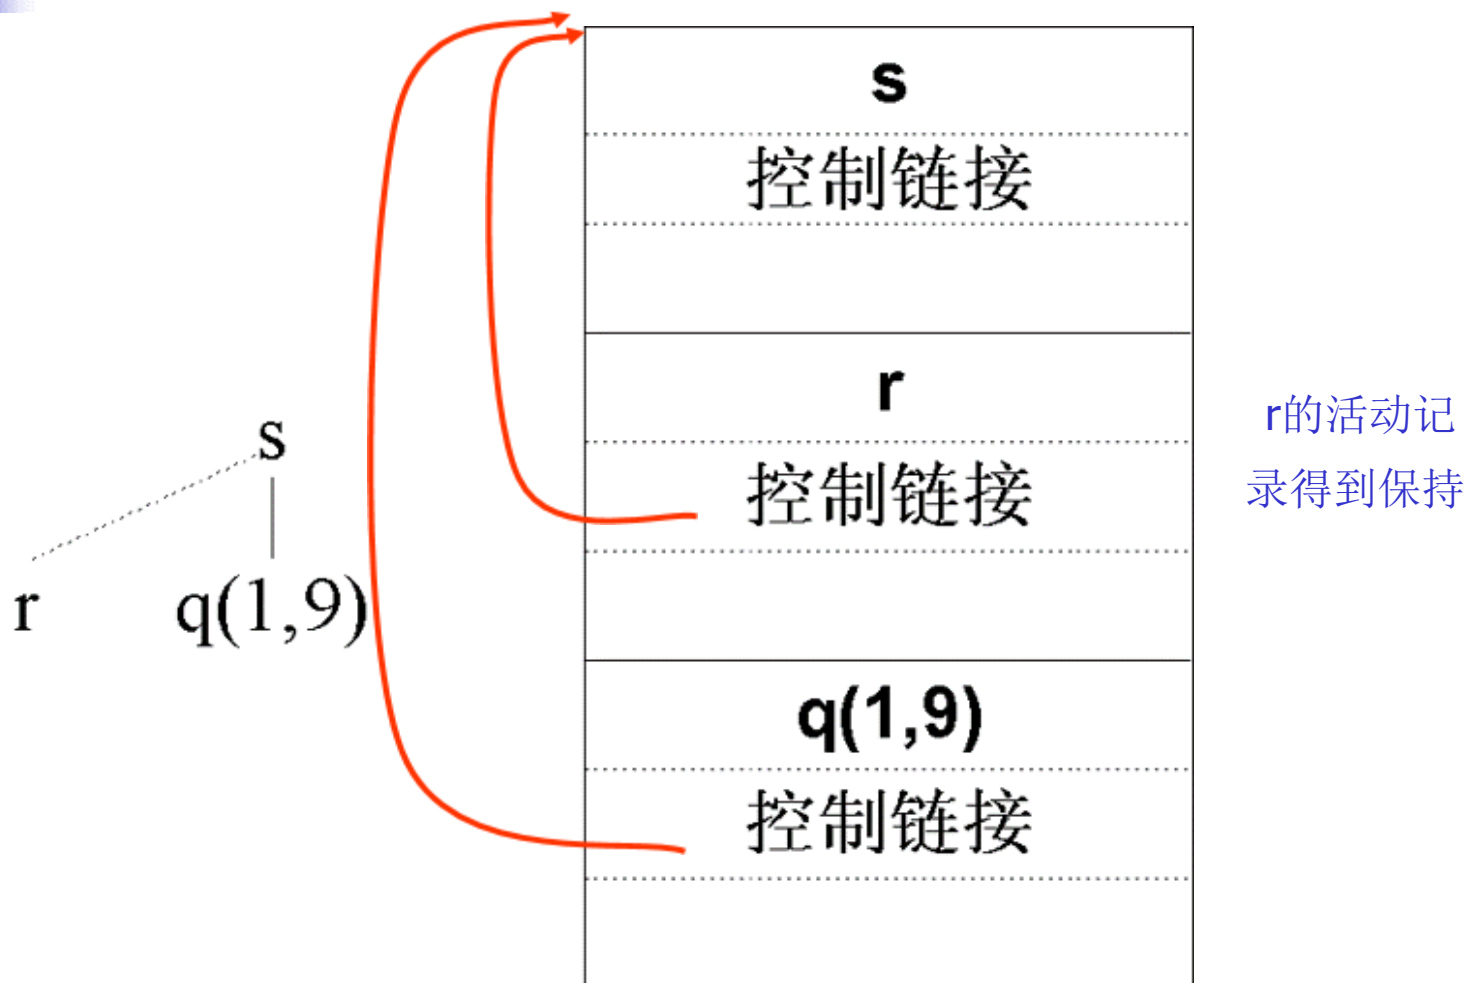 s
控制链接
r
控制链接
q(1,9)
控制链接
s
r
q(1,9)
r的活动记
录得到保持